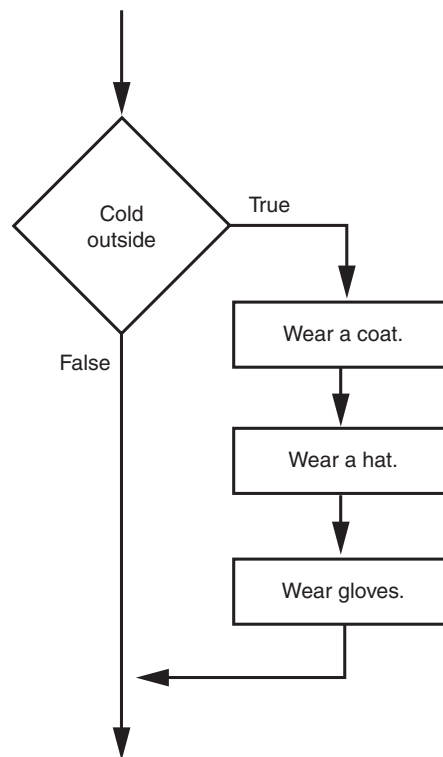 Cold
outside
True
Wear a coat.
False
Wear a hat.
Wear gloves.